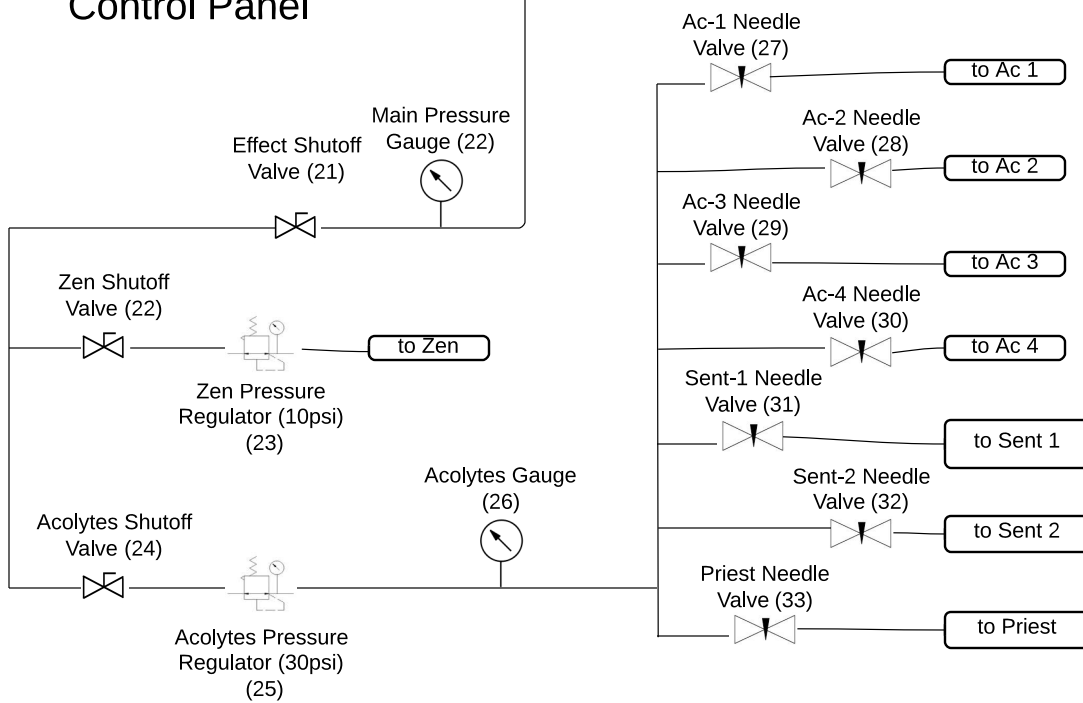 Control Panel
Main Pressure
Gauge (22)
Effect Shutoff
Valve (21)
Zen Shutoff
Valve (22)
to Zen
Zen Pressure
Regulator (10psi)
(23)
Acolytes Gauge
(26)
Acolytes Shutoff
Valve (24)
Acolytes Pressure
Regulator (30psi)
(25)
Ac-1 Needle
Valve (27)
to Ac 1
Ac-2 Needle
Valve (28)
to Ac 2
Ac-3 Needle
Valve (29)
to Ac 3
Ac-4 Needle
Valve (30)
to Ac 4
Sent-1 Needle
Valve (31)
to Sent 1
Sent-2 Needle
Valve (32)
to Sent 2
Priest Needle
Valve (33)
to Priest